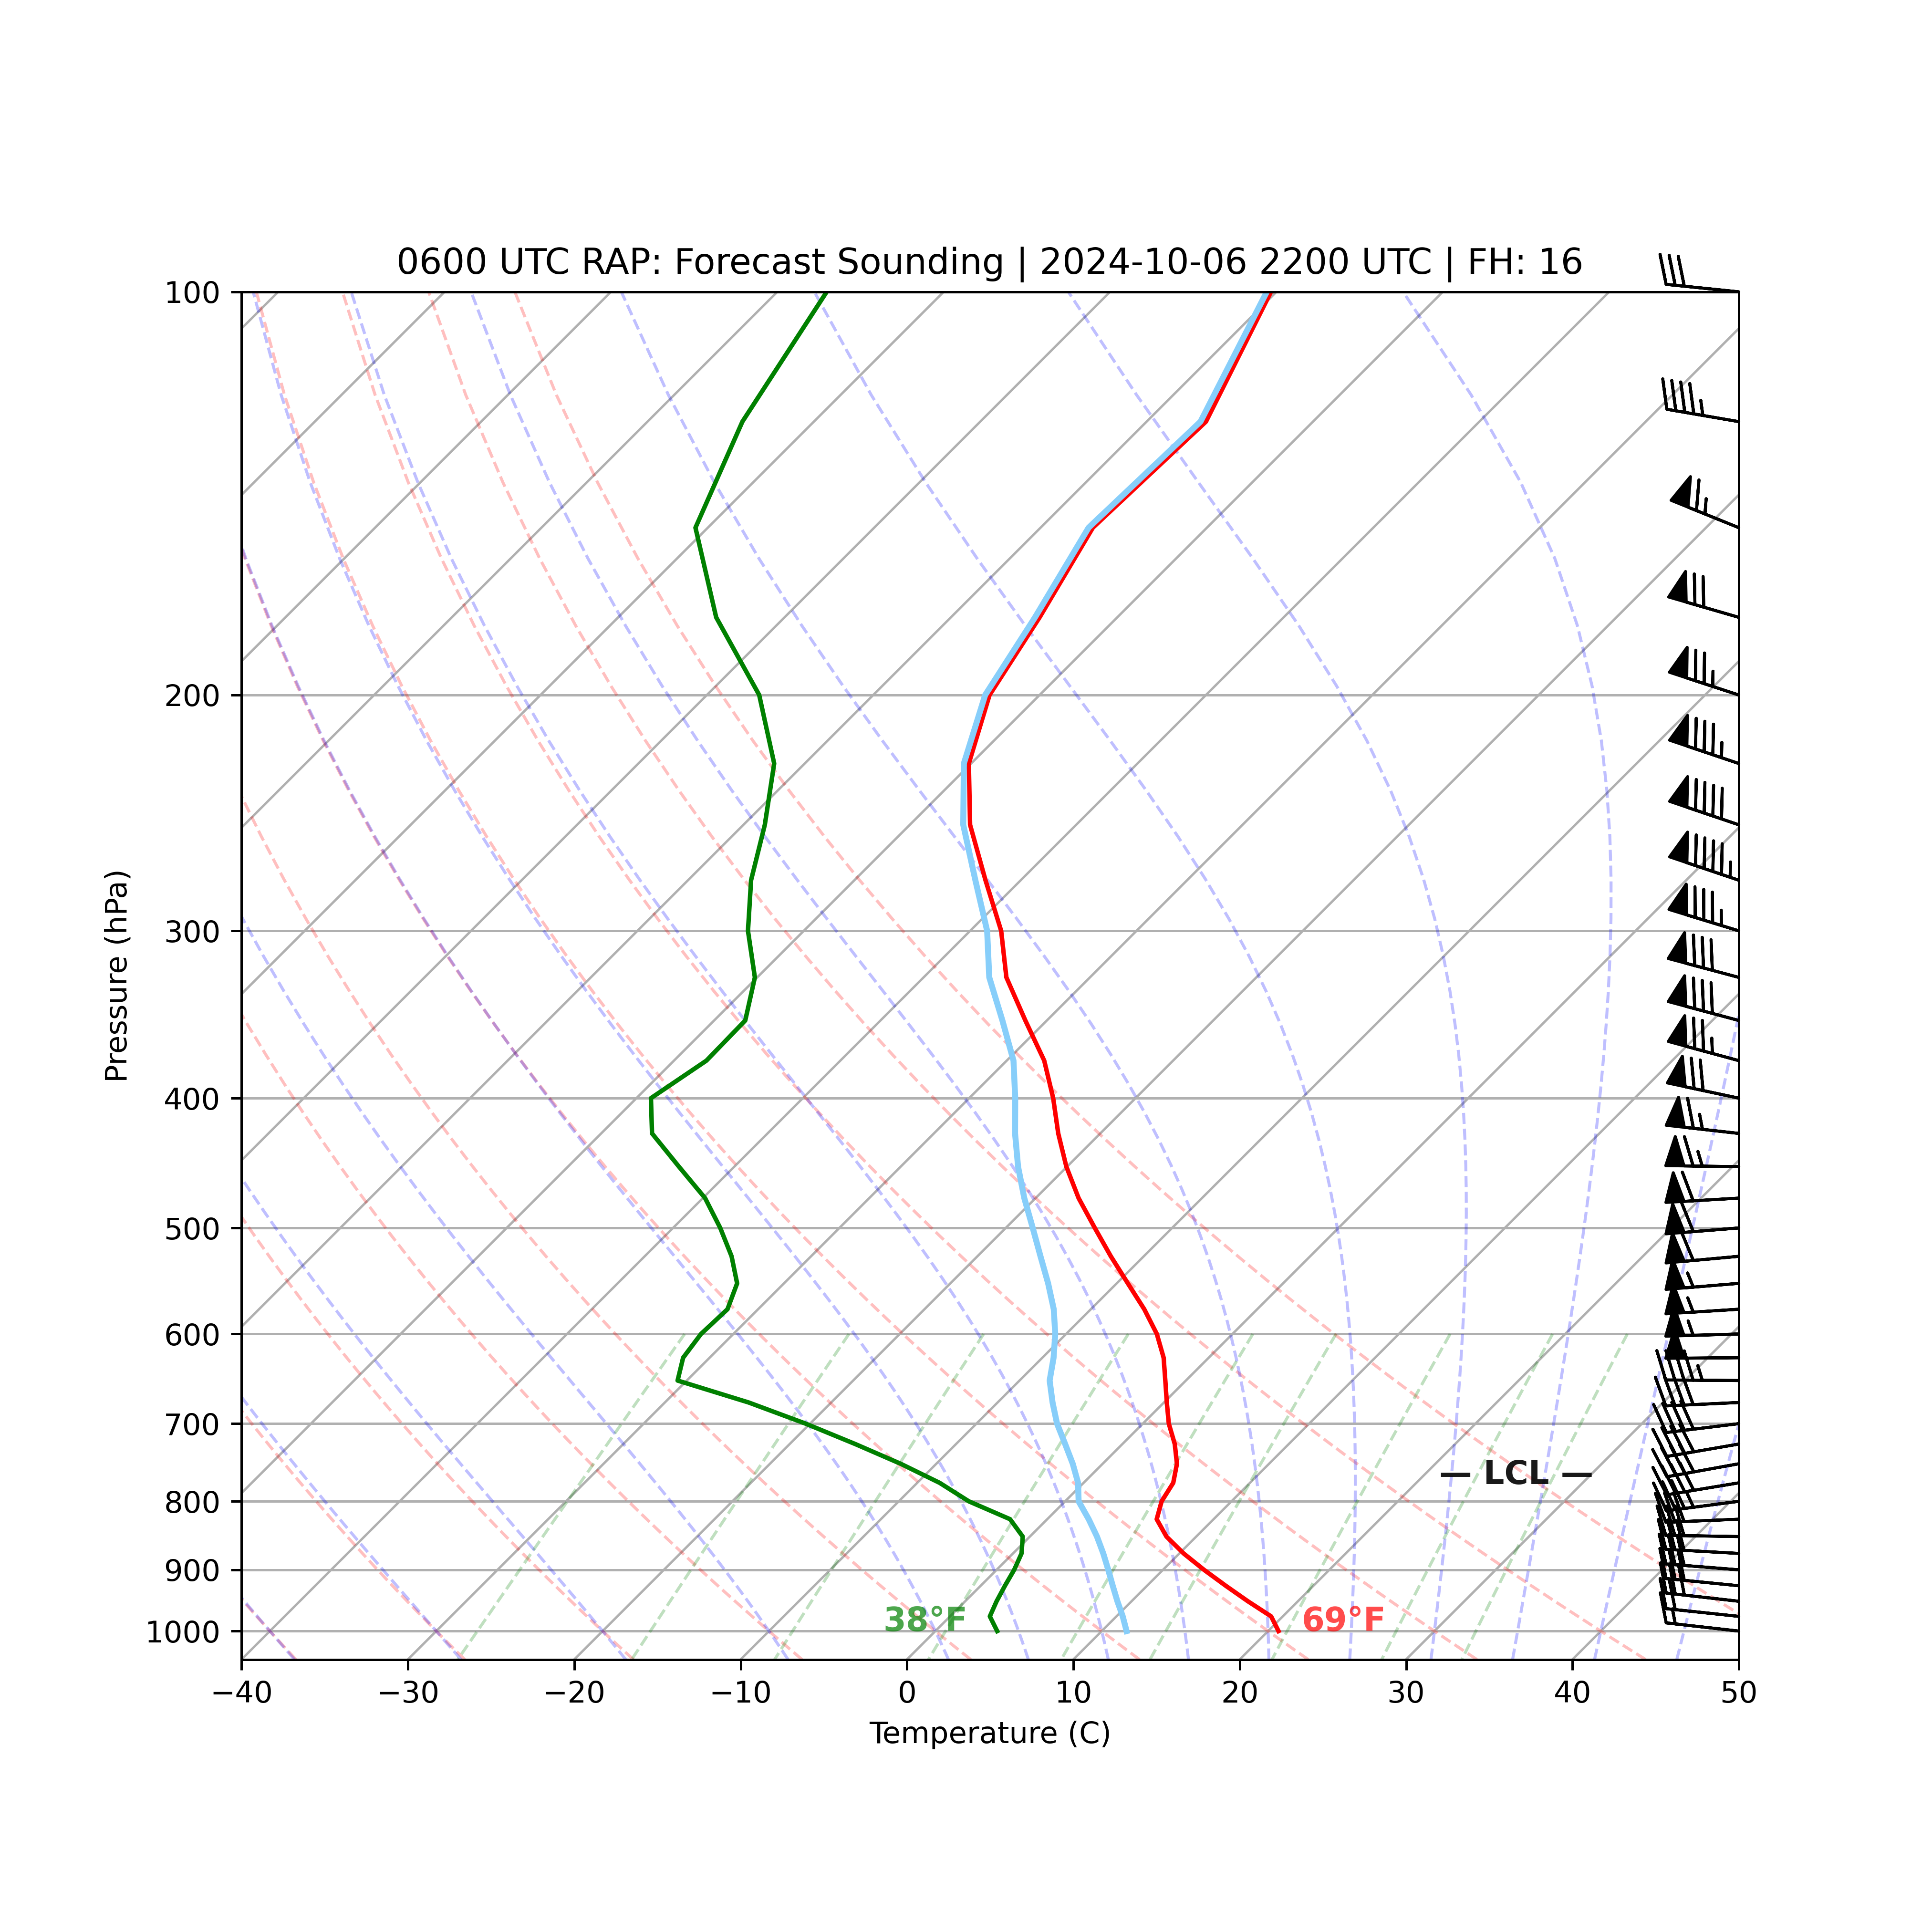 0600 UTC RAP: Forecast Sounding | 2024-10-06 2200 UTC | FH: 16
100
200
300
400
500
600
700
800
900
1000
Pressure (hPa)
— LCL —
38°F
69°F
−40 −30 −20 −10 0 10 20 30 40 50
Temperature (C)